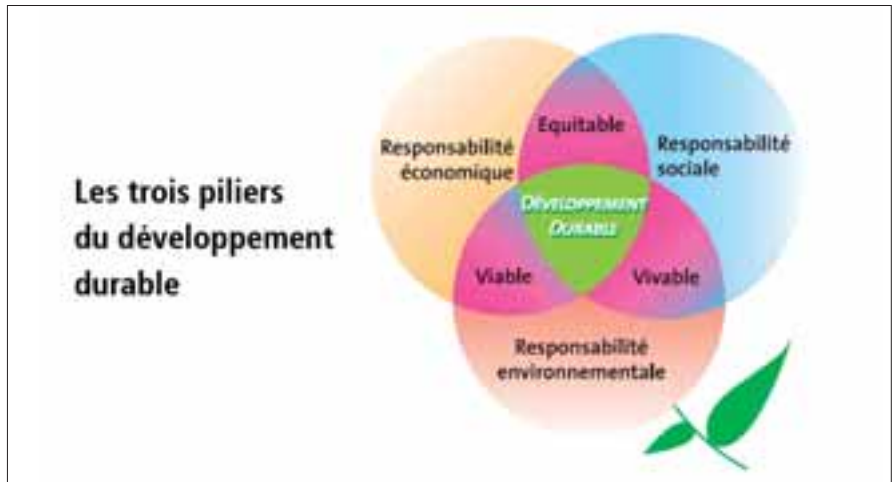 Les trois piliers
du développement
durable
Equitable
Responsabilité
économique
Responsabilité
sociale
DÉVELOPPEMENT
DURABLE
Viable
Vivable
Responsabilité
environnementale